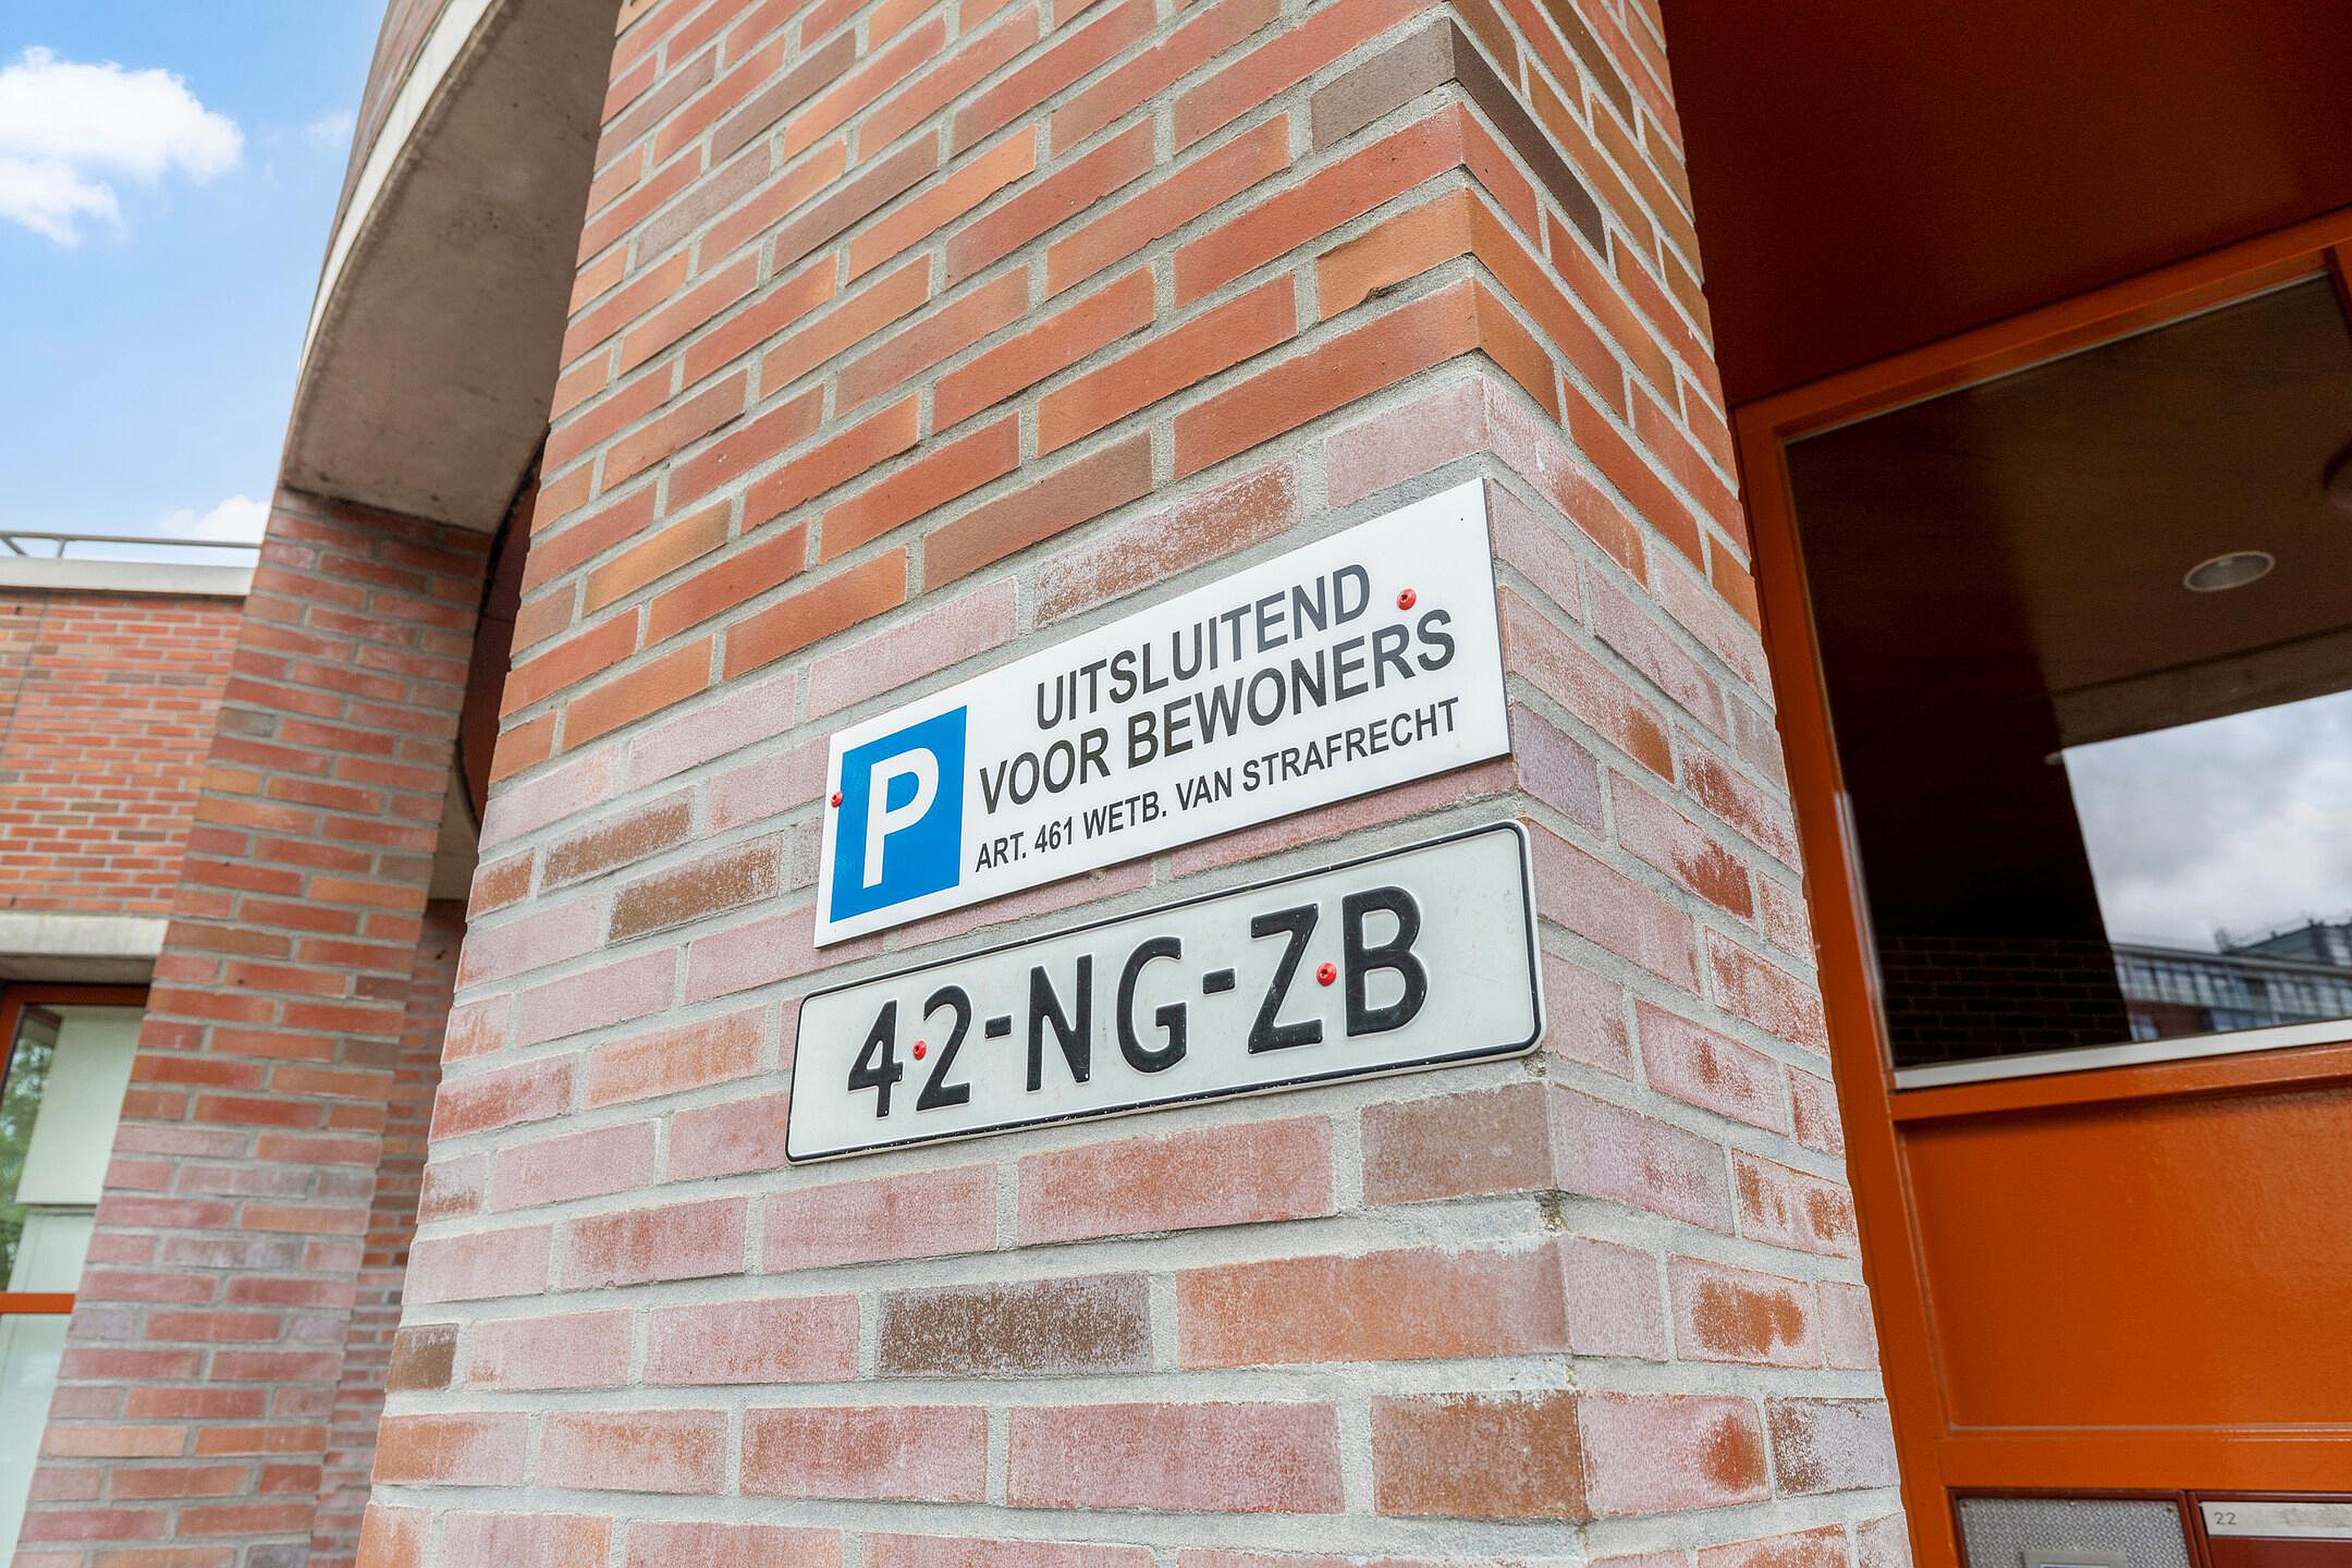 P
UITSLUITEND
VOOR BEWONERS
ART. 461 WETB. VAN STRAFRECHT
42-NG-ZB
22